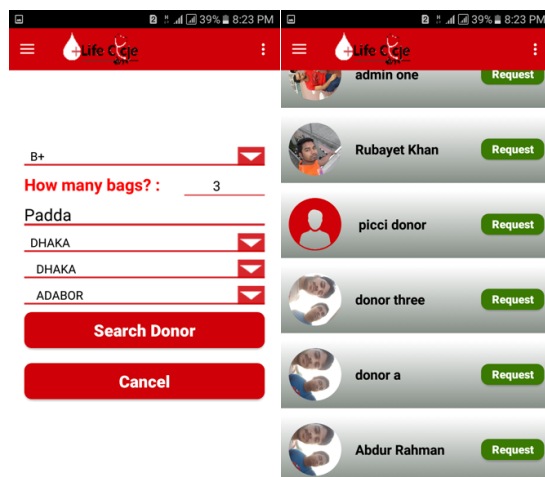 39% 8:23 PM
Life Cycle
B+
How many bags? : 3
Padda
DHAKA
DHAKA
ADABOR
Search Donor
Cancel
39% 8:23 PM
Life Cycle
admin one Request
Rubayet Khan Request
picci donor Request
donor three Request
donor a Request
Abdur Rahman Request